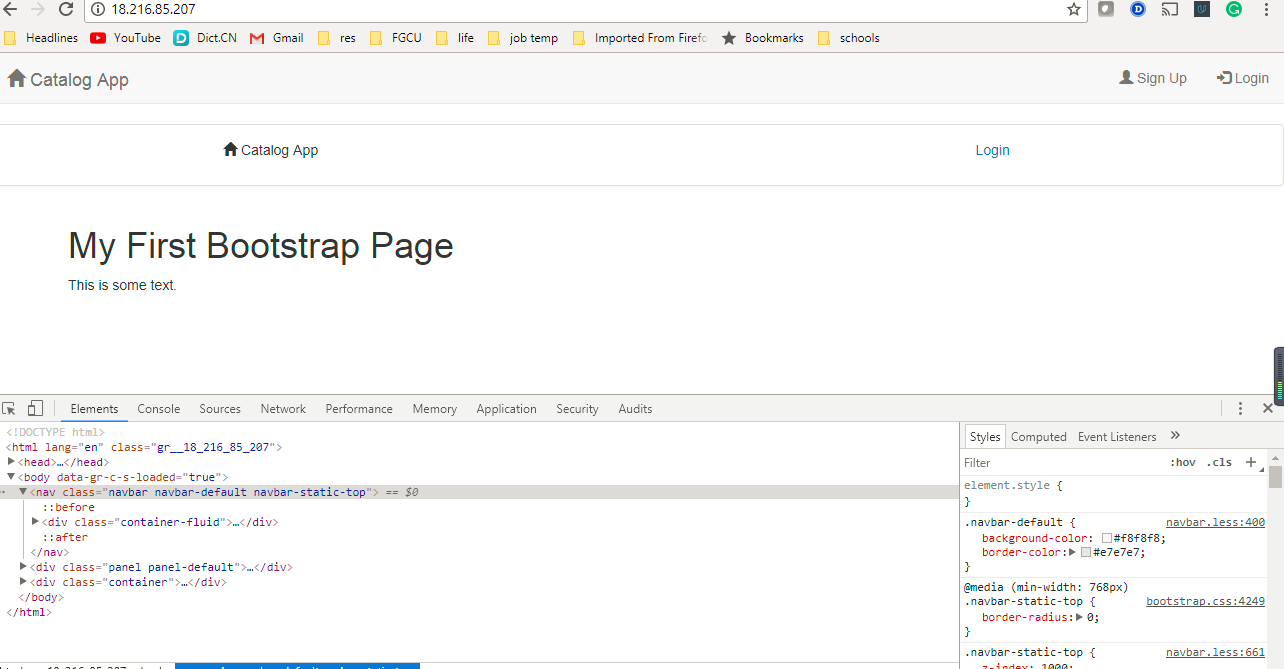 18.216.85.207
Headlines YouTube Dict.CN Gmail res FGCU life job temp Imported From Firefo Bookmarks schools
Catalog App Sign Up Login
Catalog App Login
My First Bootstrap Page
This is some text.
Elements Console Sources Network Performance Memory Application Security Audits
<!DOCTYPE html>
<html lang="en" class="gr__18_216_85_207">
<head>…</head>
<body data-gr-c-s-loaded="true">
<nav class="navbar navbar-default navbar-static-top"> == $0
::before
<div class="container-fluid">…</div>
::after
</nav>
<div class="panel panel-default">…</div>
<div class="container">…</div>
</body>
</html>
Styles Computed Event Listeners »
Filter :hov .cls +
element.style {
}
.navbar-default { navbar.less:400
background-color: #f8f8f8;
border-color: #e7e7e7;
}
@media (min-width: 768px)
.navbar-static-top { bootstrap.css:4249
border-radius: 0;
}
.navbar-static-top { navbar.less:661
z-index: 1000;